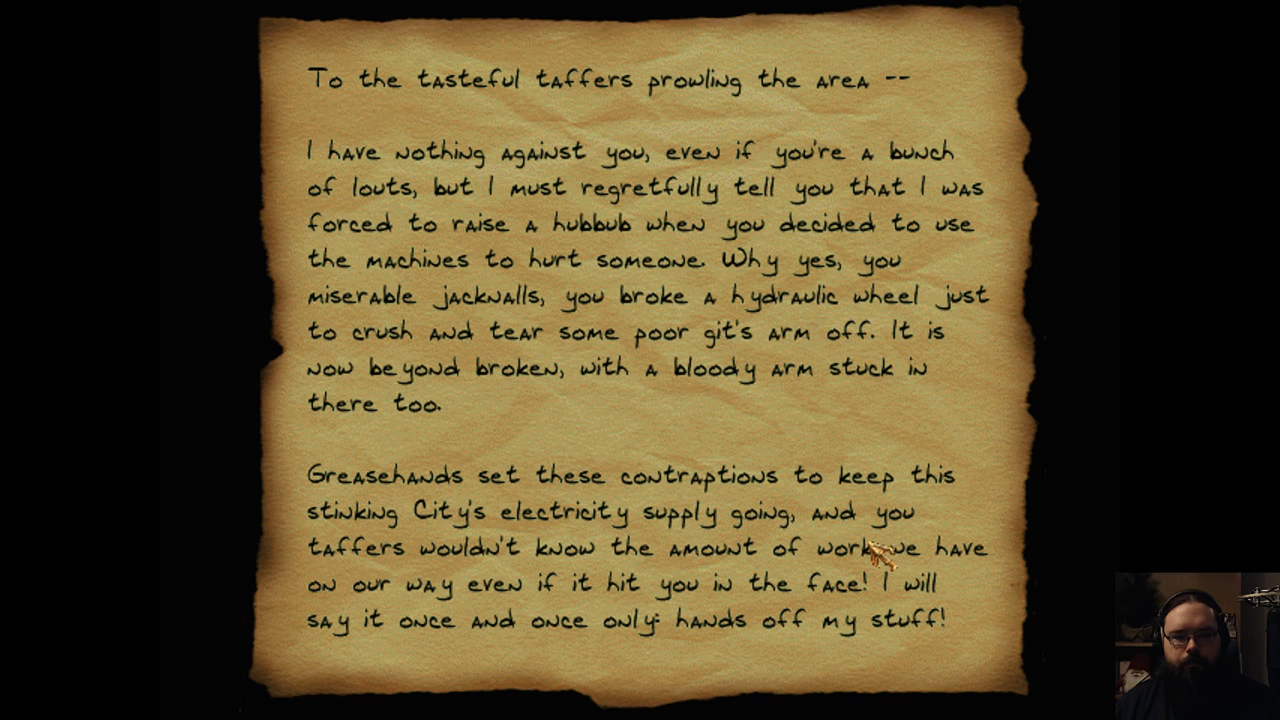 To the tasteful taffers prowling the area --
I have nothing against you, even if you're a bunch
of louts, but I must regretfully tell you that I was
forced to raise a hubbub when you decided to use
the machines to hurt someone. Why yes, you
miserable jacknalls, you broke a hydraulic wheel just
to crush and tear some poor git's arm off. It is
now beyond broken, with a bloody arm stuck in
there too.
Greasehands set these contraptions to keep this
stinking City's electricity supply going, and you
taffers wouldn't know the amount of work we have
on our way even if it hit you in the face! I will
say it once and once only: hands off my stuff!